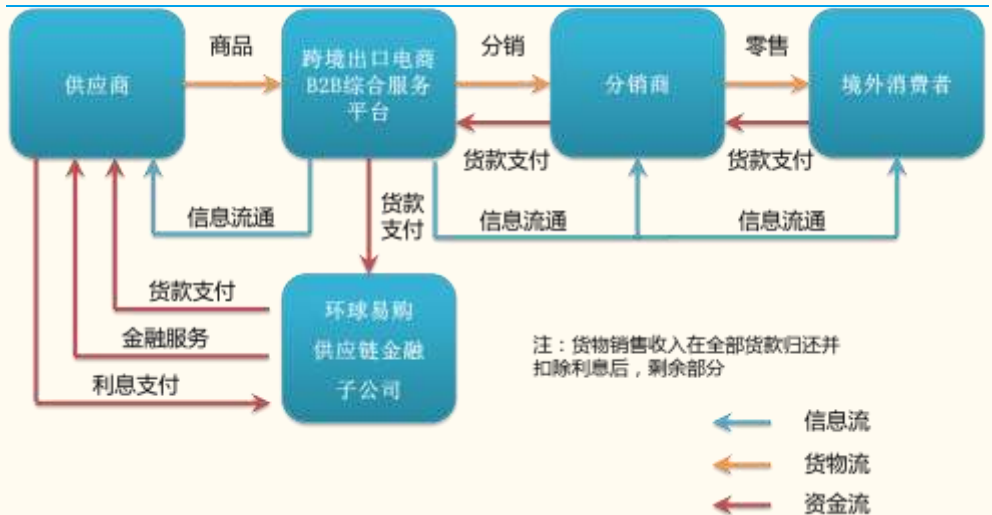 商品
分销
零售
供应商
跨境出口电商
B2B综合服务
平台
分销商
境外消费者
货款支付
货款支付
信息流通
货款
支付
信息流通
信息流通
货款支付
金融服务
利息支付
环球易购
供应链金融
子公司
注：货物销售收入在全部货款归还并
扣除利息后，剩余部分
信息流
货物流
资金流